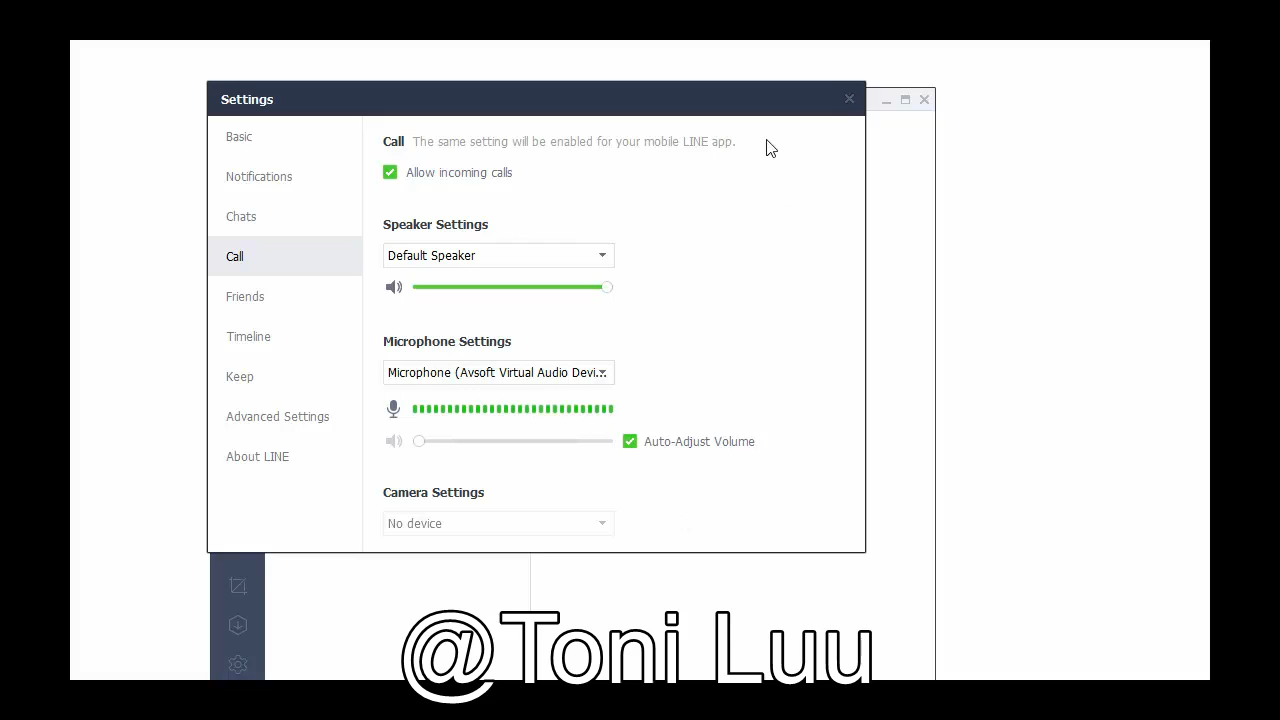 Settings
Basic
Notifications
Chats
Call
Friends
Timeline
Keep
Advanced Settings
About LINE
Call The same setting will be enabled for your mobile LINE app.
Allow incoming calls
Speaker Settings
Default Speaker
Microphone Settings
Microphone (Avsoft Virtual Audio Devi...
Auto-Adjust Volume
Camera Settings
No device
@Toni Luu